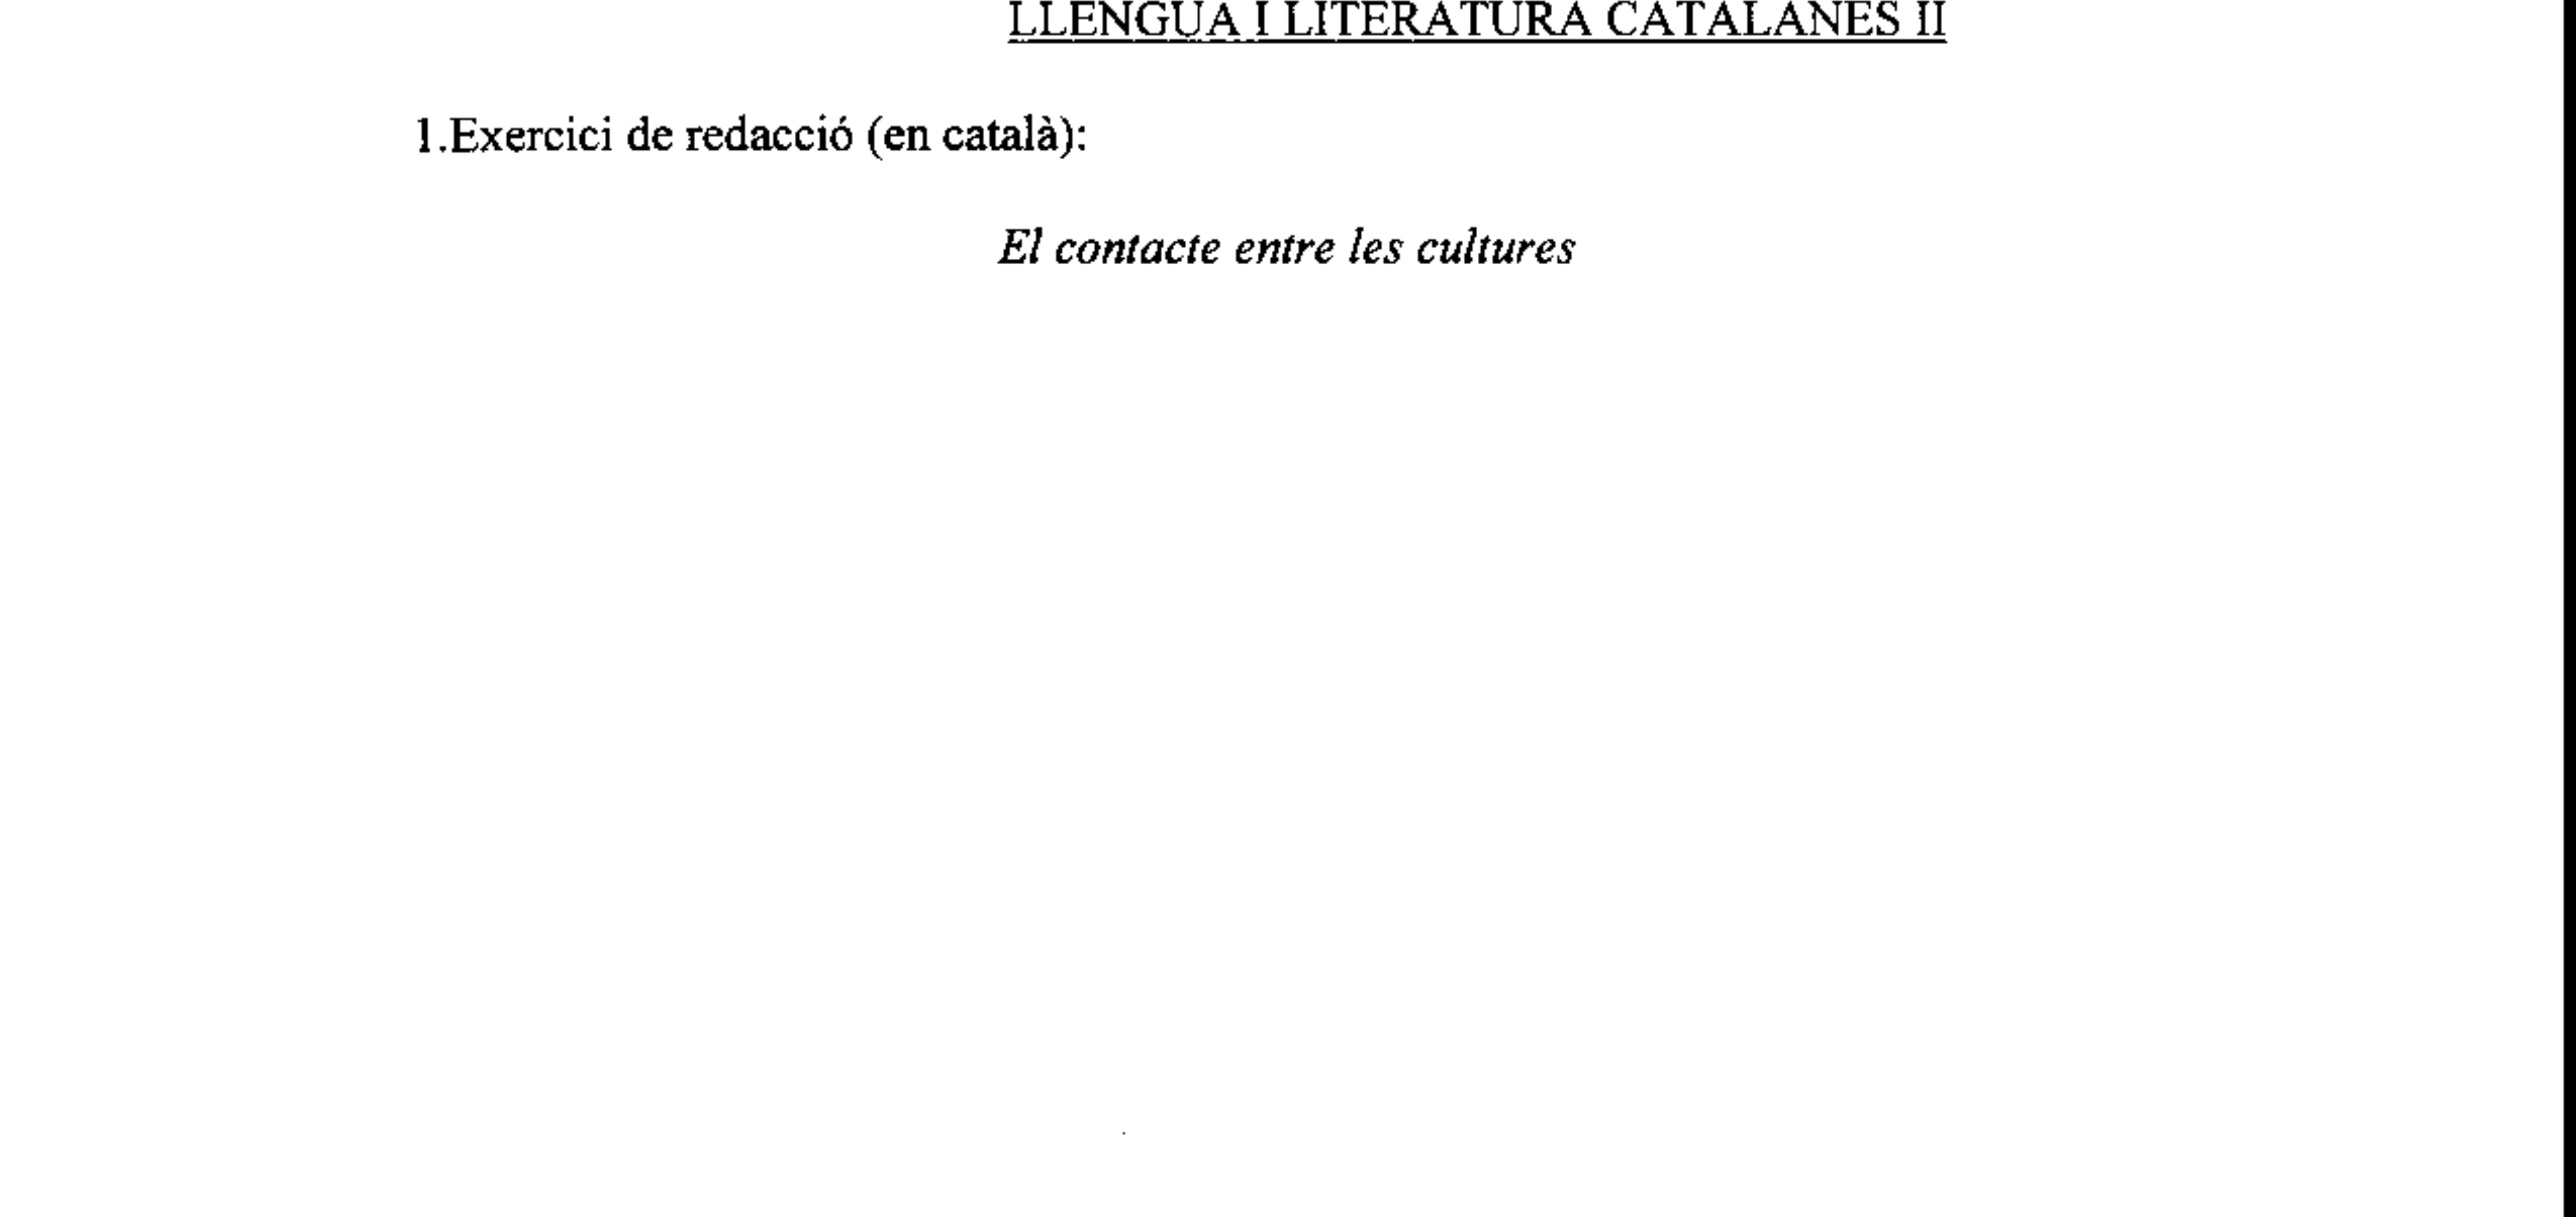 LLENGUA I LITERATURA CATALANES II
1.Exercici de redacció (en català):
El contacte entre les cultures